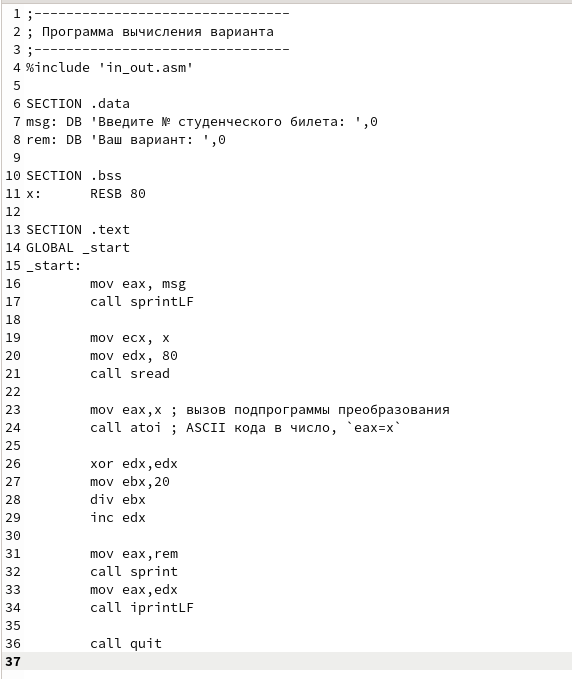 1 ;--------------------------------
2 ; Программа вычисления варианта
3 ;--------------------------------
4 %include 'in_out.asm'
5
6 SECTION .data
7 msg: DB 'Введите № студенческого билета: ',0
8 rem: DB 'Ваш вариант: ',0
9
10 SECTION .bss
11 x:      RESB 80
12
13 SECTION .text
14 GLOBAL _start
15 _start:
16         mov eax, msg
17         call sprintLF
18
19         mov ecx, x
20         mov edx, 80
21         call sread
22
23         mov eax,x ; вызов подпрограммы преобразования
24         call atoi ; ASCII кода в число, `eax=x`
25
26         xor edx,edx
27         mov ebx,20
28         div ebx
29         inc edx
30
31         mov eax,rem
32         call sprint
33         mov eax,edx
34         call iprintLF
35
36         call quit
37